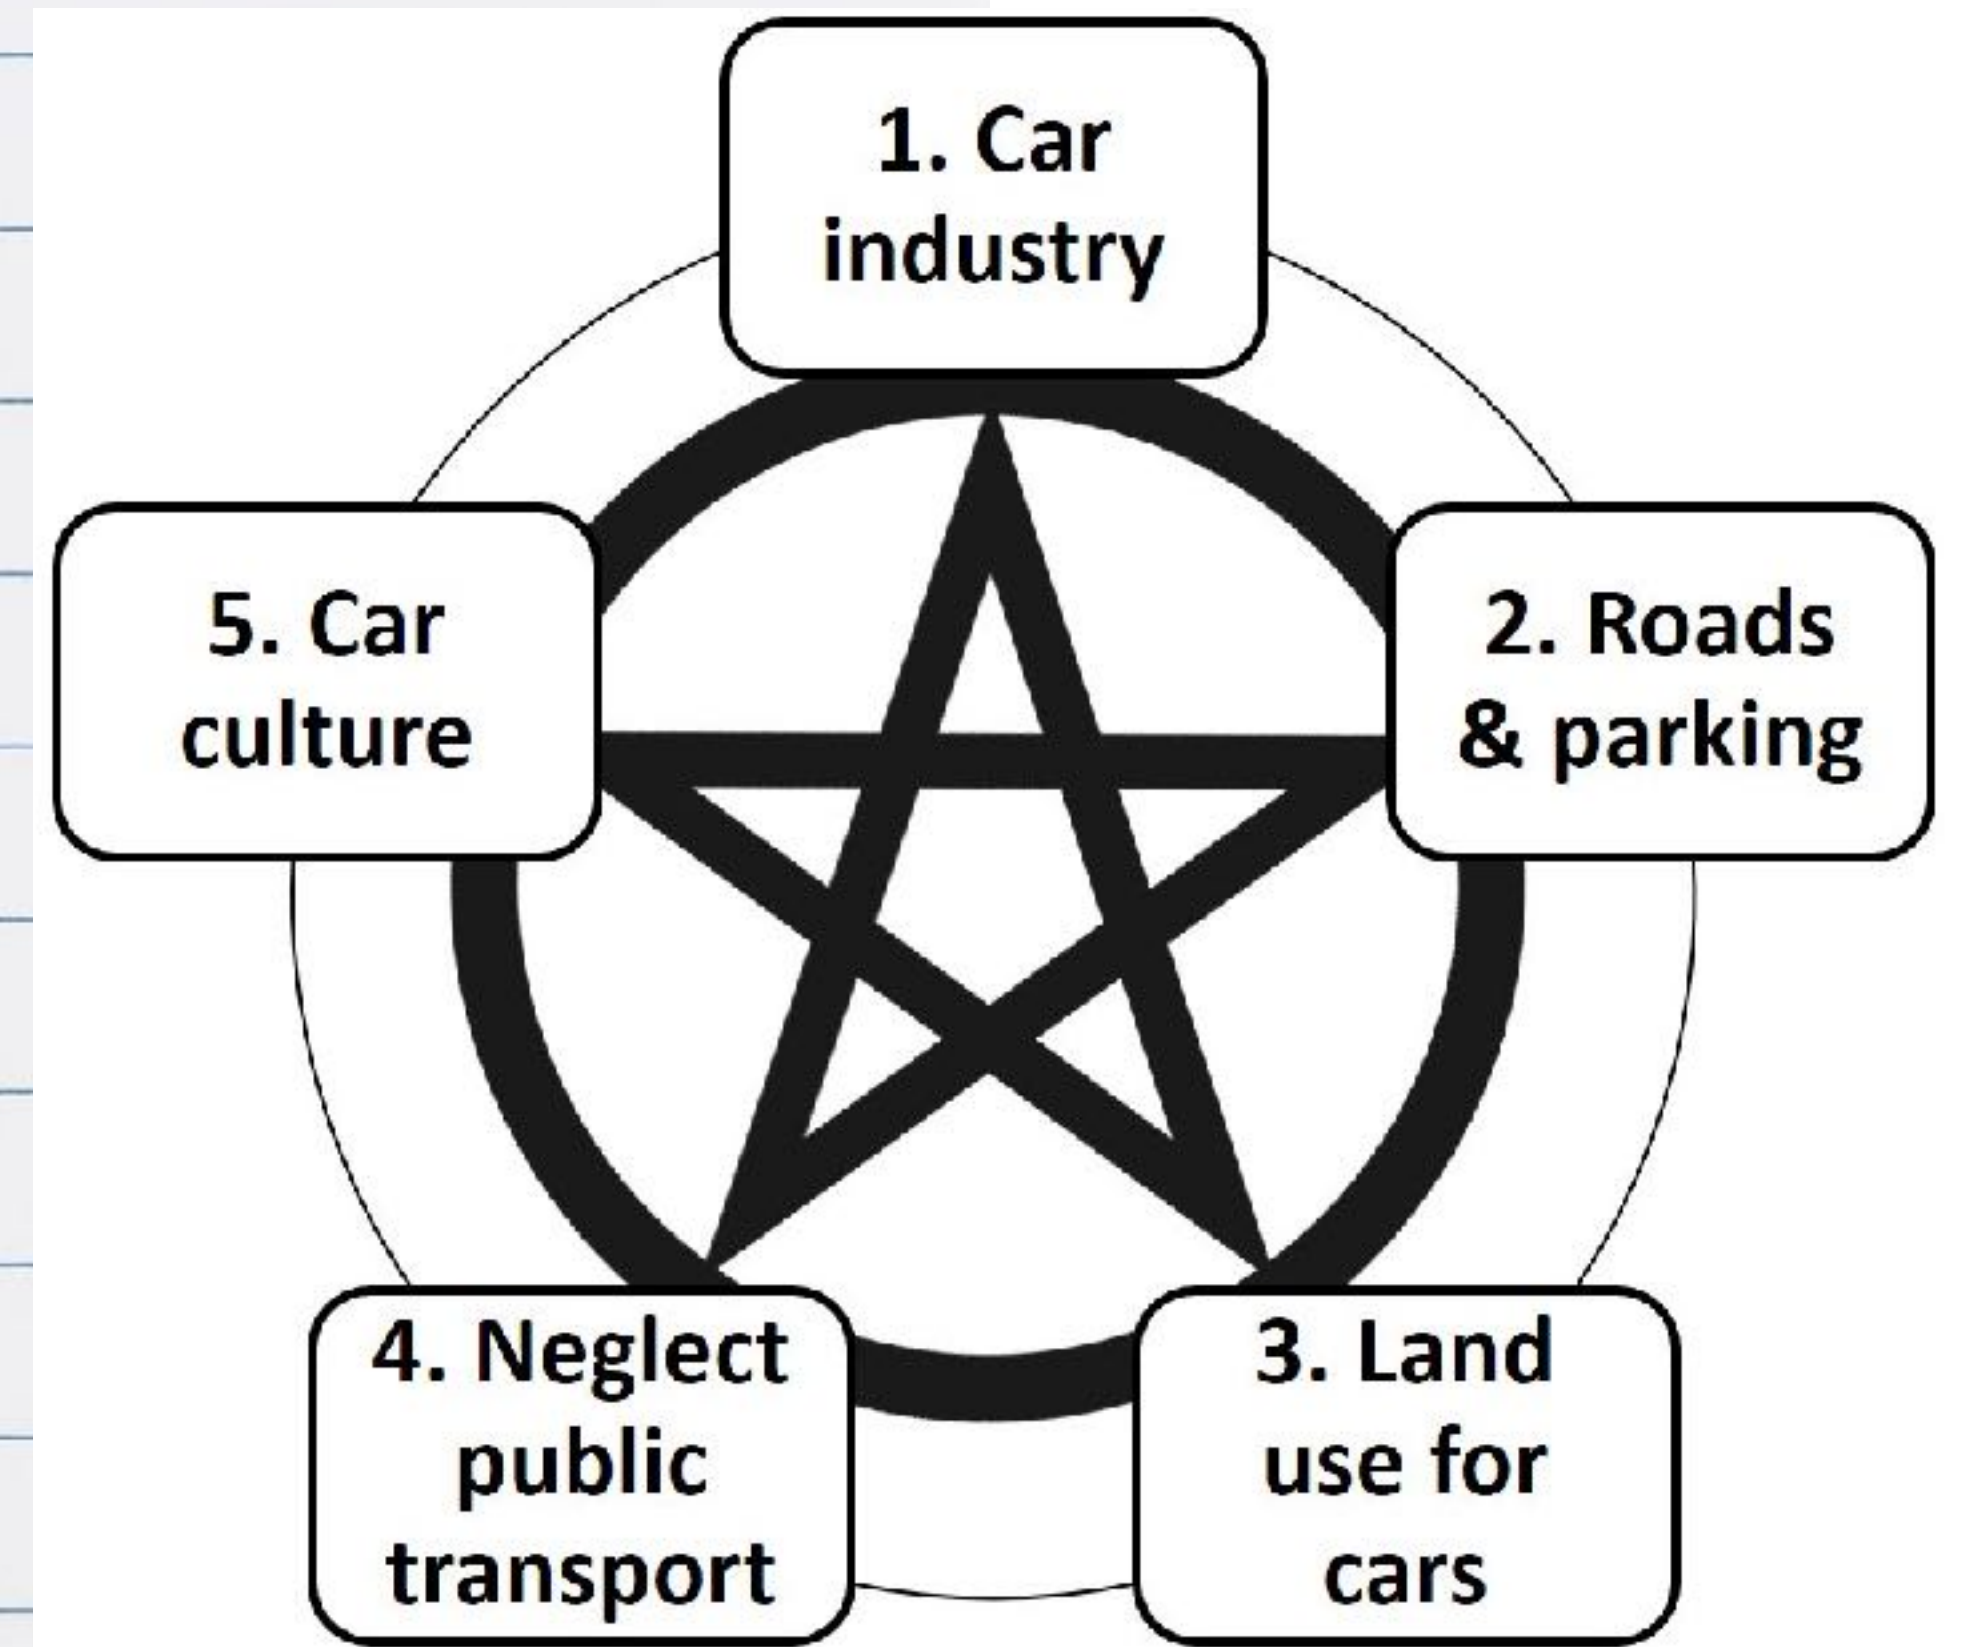 1. Car
industry
2. Roads
& parking
3. Land
use for
cars
4. Neglect
public
transport
5. Car
culture